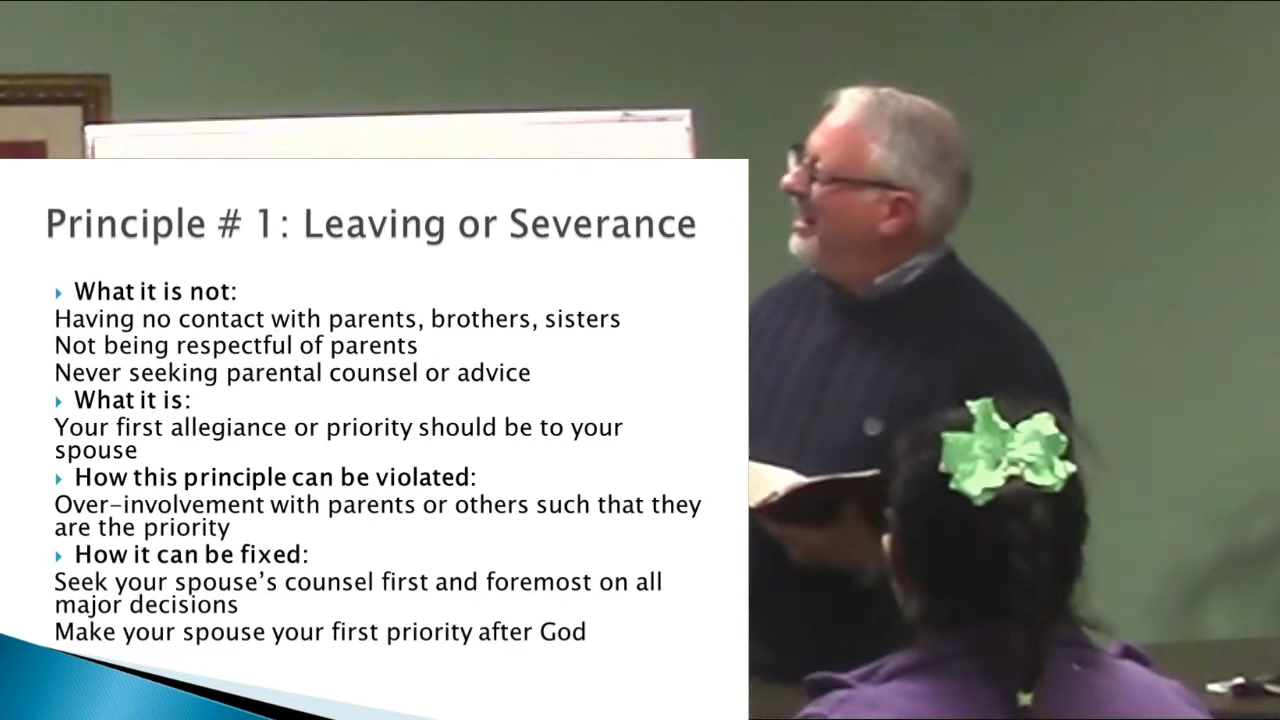 Principle # 1: Leaving or Severance
What it is not:
Having no contact with parents, brothers, sisters
Not being respectful of parents
Never seeking parental counsel or advice
What it is:
Your first allegiance or priority should be to your
spouse
How this principle can be violated:
Over-involvement with parents or others such that they
are the priority
How it can be fixed:
Seek your spouse's counsel first and foremost on all
major decisions
Make your spouse your first priority after God